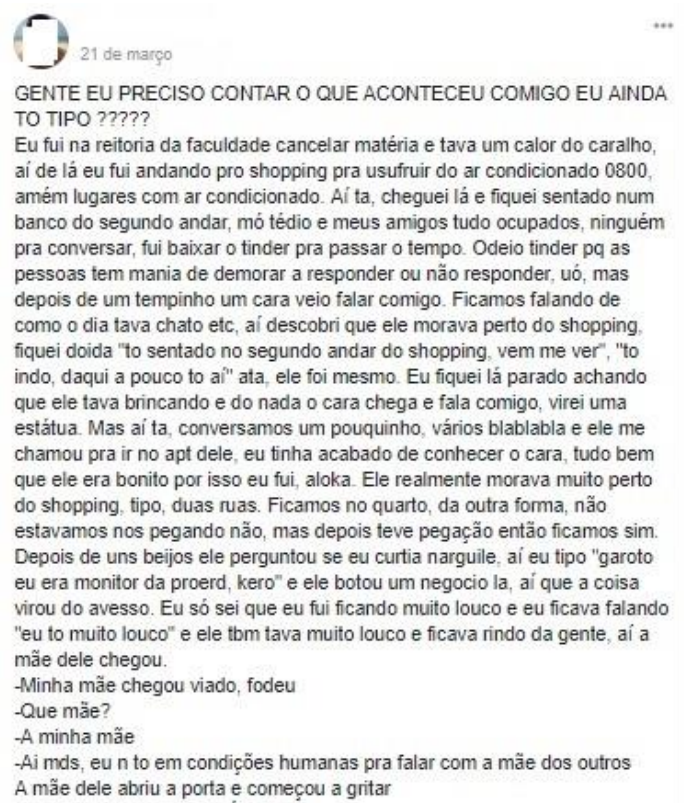 21 de março
GENTE EU PRECISO CONTAR O QUE ACONTECEU COMIGO EU AINDA
TO TIPO ?????
Eu fui na reitoria da faculdade cancelar matéria e tava um calor do caralho,
aí de lá eu fui andando pro shopping pra usufruir do ar condicionado 0800,
amém lugares com ar condicionado. Aí ta, cheguei lá e fiquei sentado num
banco do segundo andar, mó tédio e meus amigos tudo ocupados, ninguém
pra conversar, fui baixar o tinder pra passar o tempo. Odeio tinder pq as
pessoas tem mania de demorar a responder ou não responder, uó, mas
depois de um tempinho um cara veio falar comigo. Ficamos falando de
como o dia tava chato etc, aí descobri que ele morava perto do shopping,
fiquei doida "to sentado no segundo andar do shopping, vem me ver", "to
indo, daqui a pouco to aí" ata, ele foi mesmo. Eu fiquei lá parado achando
que ele tava brincando e do nada o cara chega e fala comigo, virei uma
estátua. Mas aí ta, conversamos um pouquinho, vários blablabla e ele me
chamou pra ir no apt dele, eu tinha acabado de conhecer o cara, tudo bem
que ele era bonito por isso eu fui, aloka. Ele realmente morava muito perto
do shopping, tipo, duas ruas. Ficamos no quarto, da outra forma, não
estavamos nos pegando não, mas depois teve pegação então ficamos sim.
Depois de uns beijos ele perguntou se eu curtia narguile, aí eu tipo "garoto
eu era monitor da proerd, kero" e ele botou um negocio la, aí que a coisa
virou do avesso. Eu só sei que eu fui ficando muito louco e eu ficava falando
"eu to muito louco" e ele tbm tava muito louco e ficava rindo da gente, aí a
mãe dele chegou.
-Minha mãe chegou viado, fodeu
-Que mãe?
-A minha mãe
-Ai mds, eu n to em condições humanas pra falar com a mãe dos outros
A mãe dele abriu a porta e começou a gritar